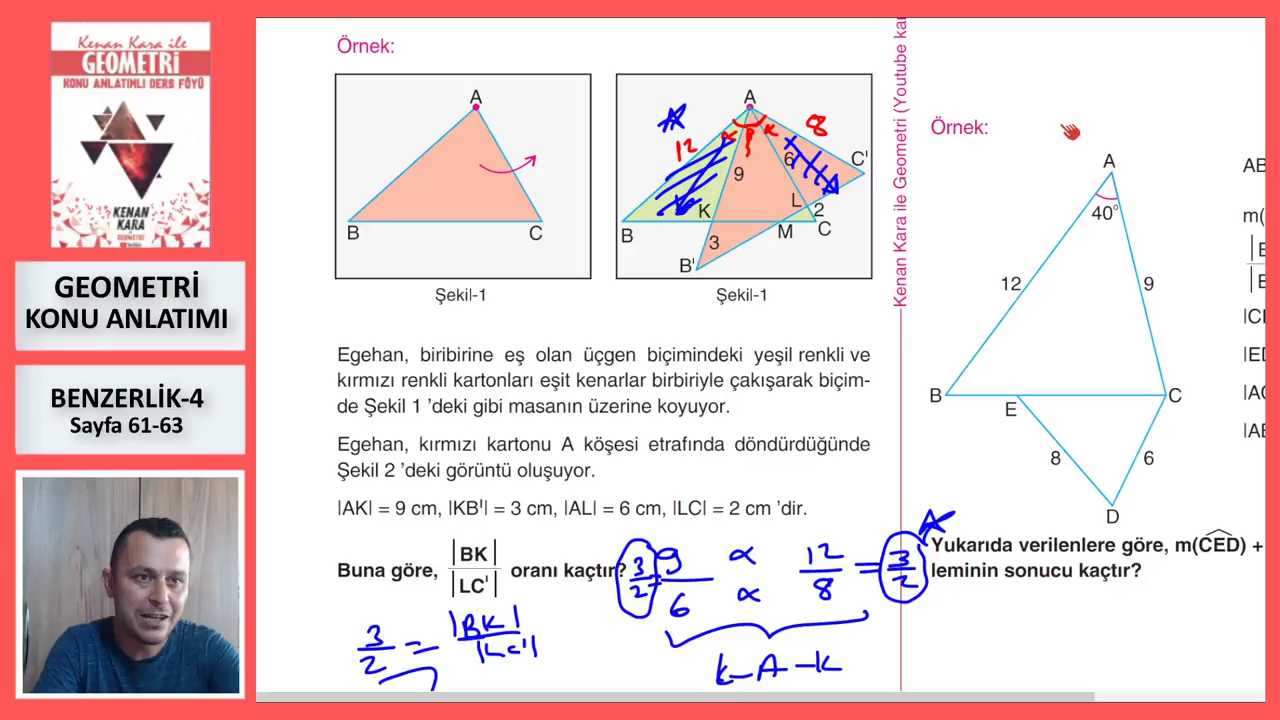 Kenan Kara ile
GEOMETRİ
KONU ANLATIMLI DERS FÖYÜ
KENAN
KARA
GEOMETRİ
KONU ANLATIMI
BENZERLİK-4
Sayfa 61-63
Örnek:
A
B
C
Şekil-1
A
12
8
α
β
α
9
6
C'
K
L
2
B
M
C
3
B'
Şekil-1
Egehan, biribirine eş olan üçgen biçimindeki yeşil renkli ve
kırmızı renkli kartonları eşit kenarlar birbiriyle çakışarak biçim-
de Şekil 1 'deki gibi masanın üzerine koyuyor.
Egehan, kırmızı kartonu A köşesi etrafında döndürdüğünde
Şekil 2 'deki görüntü oluşuyor.
|AK| = 9 cm, |KB'| = 3 cm, |AL| = 6 cm, |LC| = 2 cm 'dir.
Buna göre, |BK| / |LC'| oranı kaçtır?
3/2 = 9/6 α α 12/8 = 3/2
3/2 = |BK| / |LC'|
K-A-K
Kenan Kara ile Geometri (Youtube ka
Örnek:
A
40°
12
9
B
E
C
8
6
D
AB
m(
|E
|E
|CI
|ED
|AC
|AE
Yukarıda verilenlere göre, m(CED) +
leminin sonucu kaçtır?